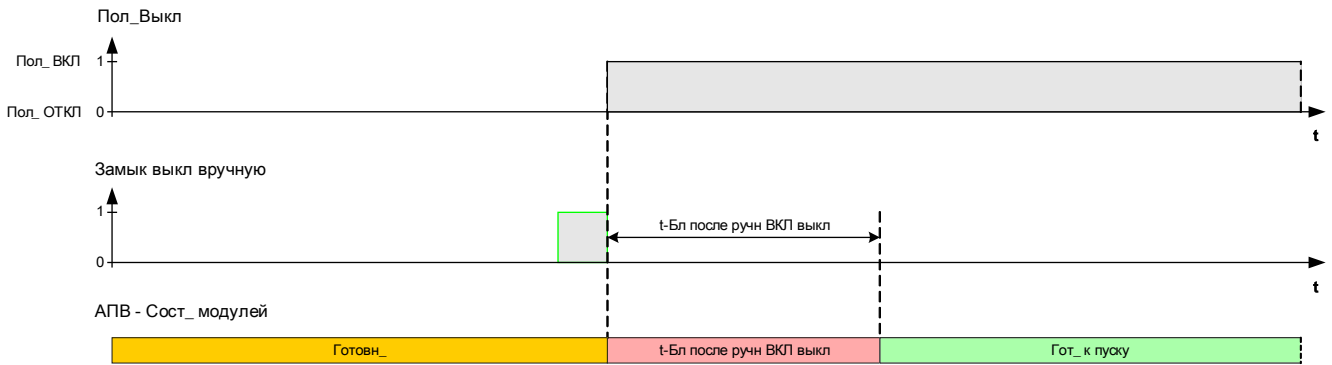 Пол_Выкл
Пол_ ВКЛ 1
Пол_ ОТКЛ 0
t
Замык выкл вручную
1
t-Бл после ручн ВКЛ выкл
0
t
АПВ - Сост_ модулей
Готовн_ t-Бл после ручн ВКЛ выкл Гот_ к пуску